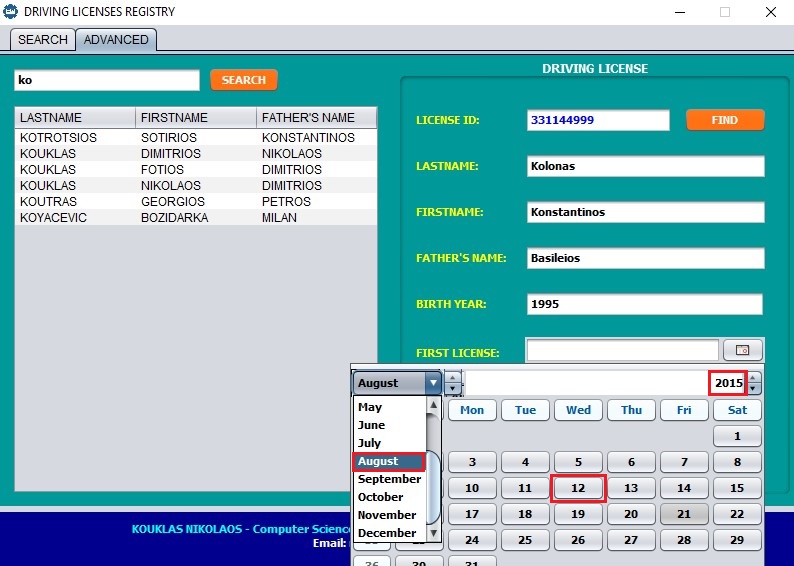 DRIVING LICENSES REGISTRY
SEARCH
ADVANCED
ko
SEARCH
LASTNAME FIRSTNAME FATHER'S NAME
KOTROTSIOS SOTIRIOS KONSTANTINOS
KOUKLAS DIMITRIOS NIKOLAOS
KOUKLAS FOTIOS DIMITRIOS
KOUKLAS NIKOLAOS DIMITRIOS
KOUTRAS GEORGIOS PETROS
KOYACEVIC BOZIDARKA MILAN
DRIVING LICENSE
LICENSE ID: 331144999 FIND
LASTNAME: Kolonas
FIRSTNAME: Konstantinos
FATHER'S NAME: Basileios
BIRTH YEAR: 1995
FIRST LICENSE:
August 2015
May
June
July
August
September
October
November
December
Mon Tue Wed Thu Fri Sat
1
3 4 5 6 7 8
10 11 12 13 14 15
17 18 19 20 21 22
24 25 26 27 28 29
36 30 31
KOUKLAS NIKOLAOS - Computer Science
Email: